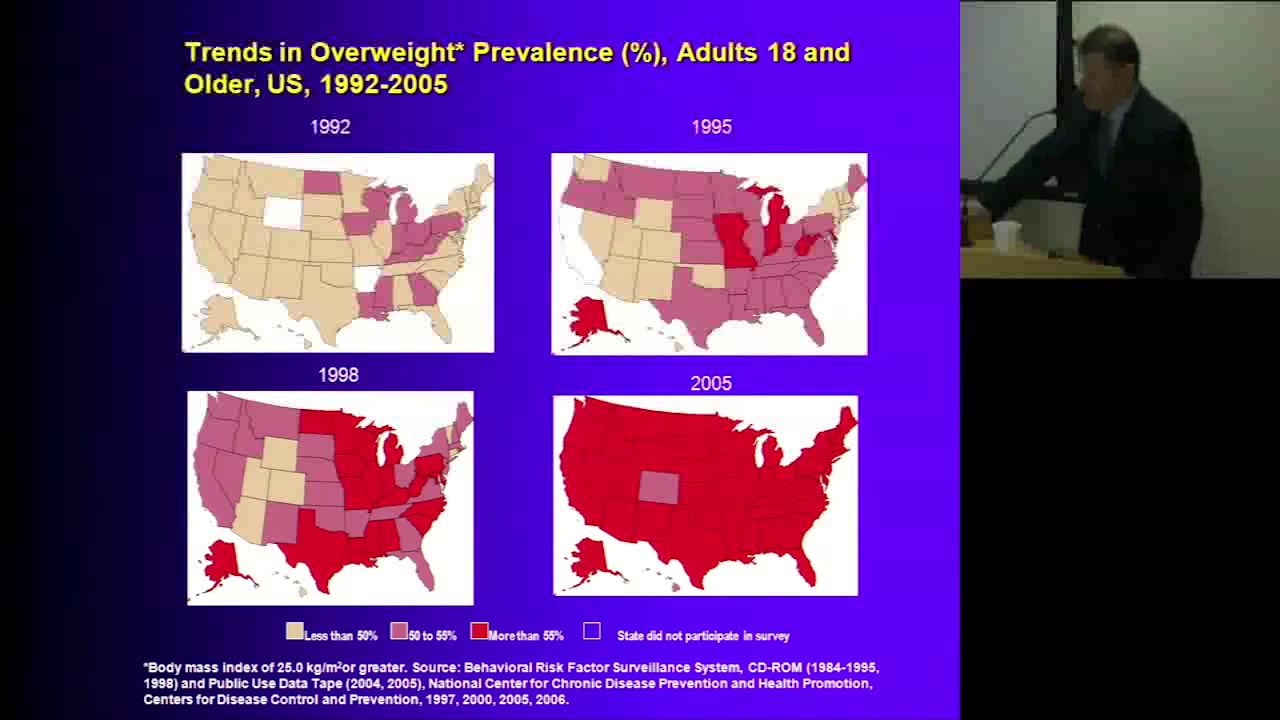 Trends in Overweight* Prevalence (%), Adults 18 and
Older, US, 1992-2005
1992
1995
1998
2005
Less than 50%
50 to 55%
More than 55%
State did not participate in survey
*Body mass index of 25.0 kg/m²or greater. Source: Behavioral Risk Factor Surveillance System, CD-ROM (1984-1995,
1998) and Public Use Data Tape (2004, 2005), National Center for Chronic Disease Prevention and Health Promotion,
Centers for Disease Control and Prevention, 1997, 2000, 2005, 2006.